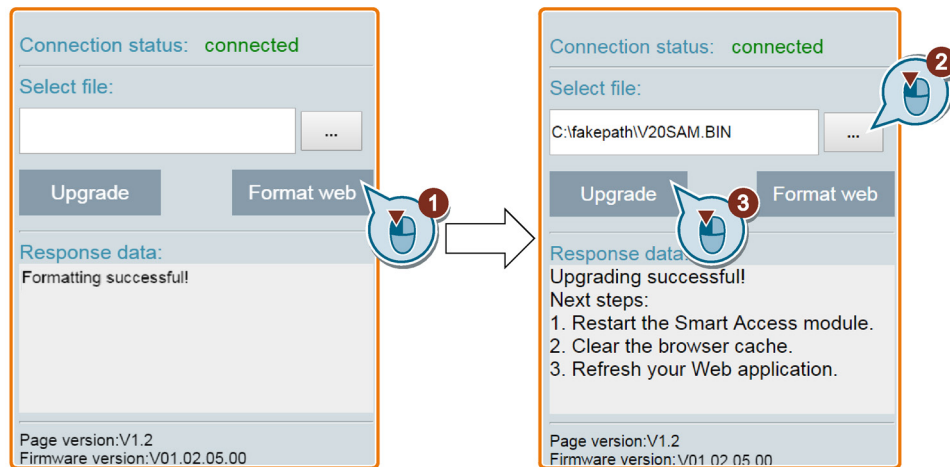 Connection status: connected
Select file:
...
Upgrade
Format web
1
Response data:
Formatting successful!
Page version:V1.2
Firmware version:V01.02.05.00
Connection status: connected
2
Select file:
C:\fakepath\V20SAM.BIN
...
Upgrade
3
Format web
Response data:
Upgrading successful!
Next steps:
1. Restart the Smart Access module.
2. Clear the browser cache.
3. Refresh your Web application.
Page version:V1.2
Firmware version:V01.02.05.00